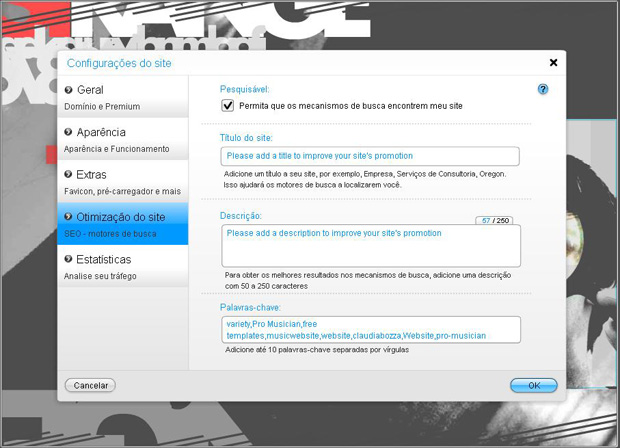 RANGE
Configurações do site
Geral
Domínio e Premium
Aparência
Aparência e Funcionamento
Extras
Favicon, pré-carregador e mais
Otimização do site
SEO - motores de busca
Estatísticas
Analise seu tráfego
Pesquisável:
Permita que os mecanismos de busca encontrem meu site
Título do site:
Please add a title to improve your site's promotion
Adicione um título a seu site, por exemplo, Empresa, Serviços de Consultoria, Oregon.
Isso ajudará os motores de busca a localizarem você.
Descrição:
57 / 250
Please add a description to improve your site's promotion
Para obter os melhores resultados nos mecanismos de busca, adicione uma descrição
com 50 a 250 caracteres
Palavras-chave:
variety,Pro Musician,free
templates,musicwebsite,website,claudiabozza,Website,pro-musician
Adicione até 10 palavras-chave separadas por vírgulas
Cancelar
OK